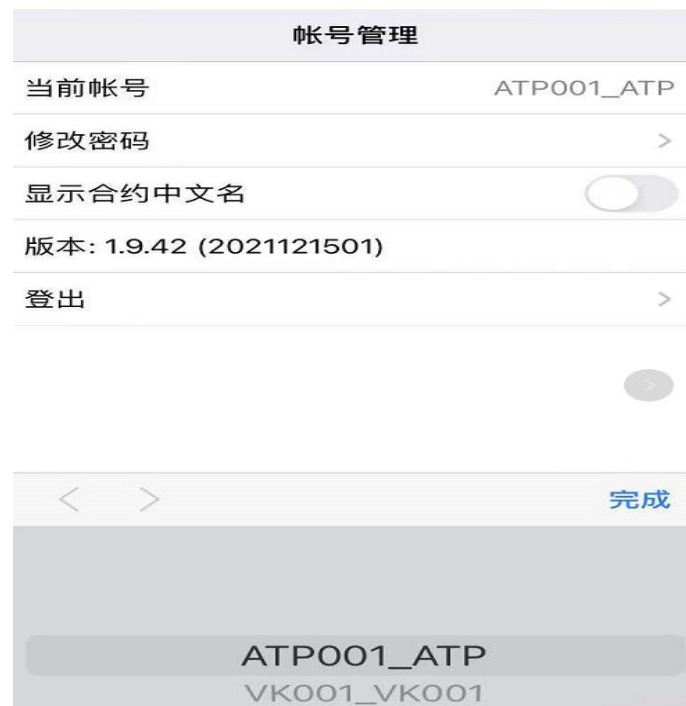 帐号管理
当前帐号 ATP001_ATP
修改密码 >
显示合约中文名
版本: 1.9.42 (2021121501)
登出 >
>
< > 完成
ATP001_ATP
VK001_VK001